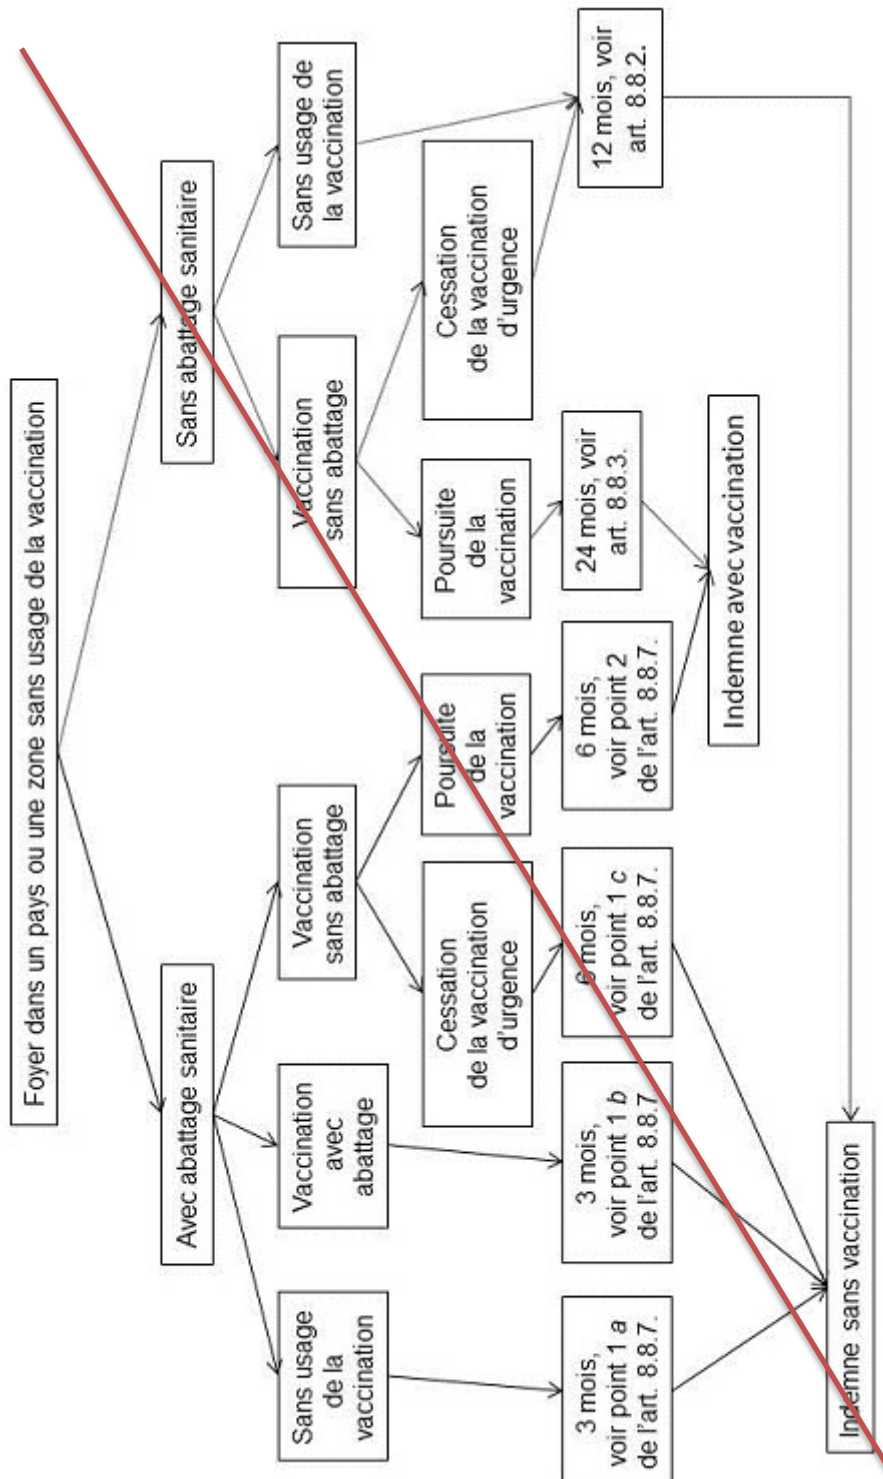 Foyer dans un pays ou une zone sans usage de la vaccination
Avec abattage sanitaire
Sans abattage sanitaire
Sans usage
de la
vaccination
Vaccination
avec
abattage
Vaccination
sans abattage
Vaccination
sans abattage
Sans usage de
la vaccination
Cessation
de la vaccination
d'urgence
Poursuite
de la
vaccination
Poursuite
de la
vaccination
Cessation
de la vaccination
d'urgence
3 mois,
voir point 1 a
de l'art. 8.8.7.
3 mois,
voir point 1 b
de l'art. 8.8.7
6 mois,
voir point 1 c
de l'art. 8.8.7.
6 mois,
voir point 2
de l'art. 8.8.7.
24 mois, voir
art. 8.8.3.
12 mois, voir
art. 8.8.2.
Indemne avec vaccination
Indemne sans vaccination